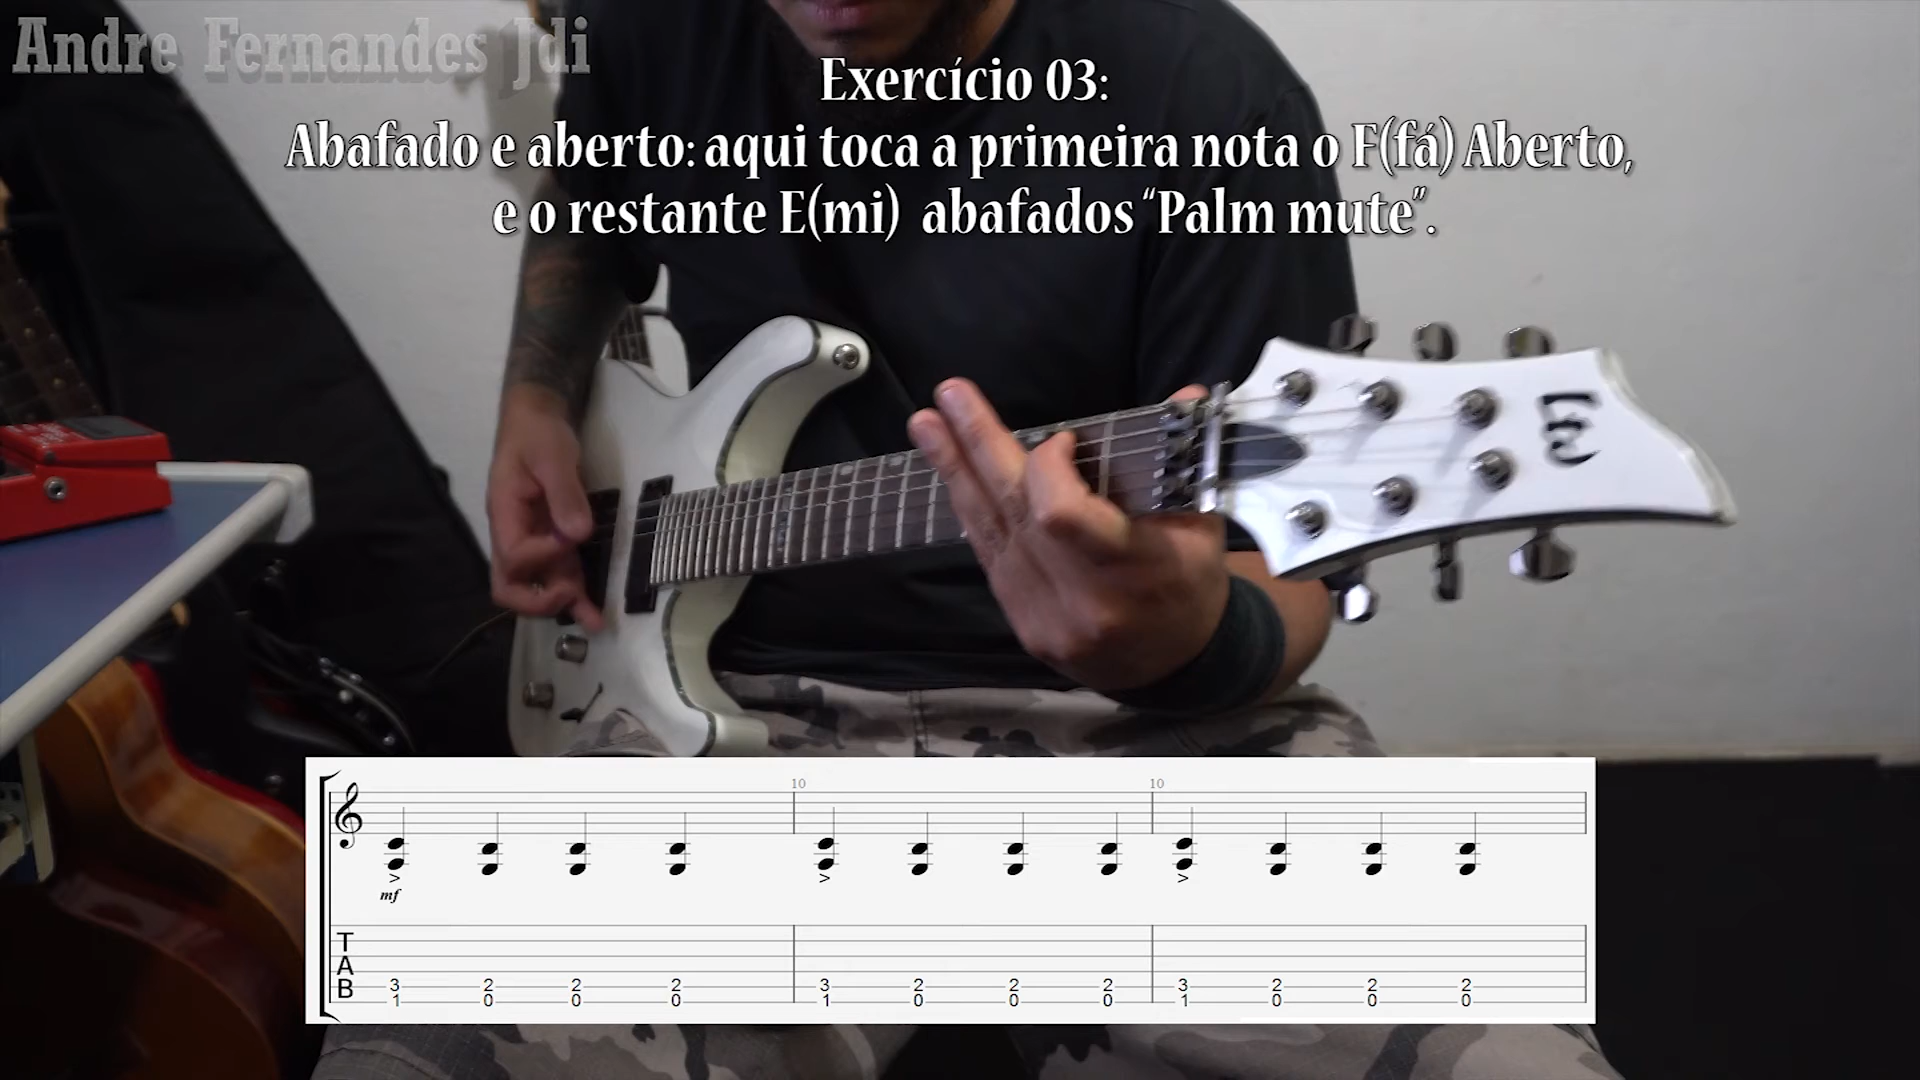 Andre Fernandes Jdi
Exercício 03:
Abafado e aberto: aqui toca a primeira nota o F(fá) Aberto,
e o restante E(mi) abafados “Palm mute”.
10 10
mf
T
A
B
3 2 2 2 3 2 2 2 3 2 2 2
1 0 0 0 1 0 0 0 1 0 0 0